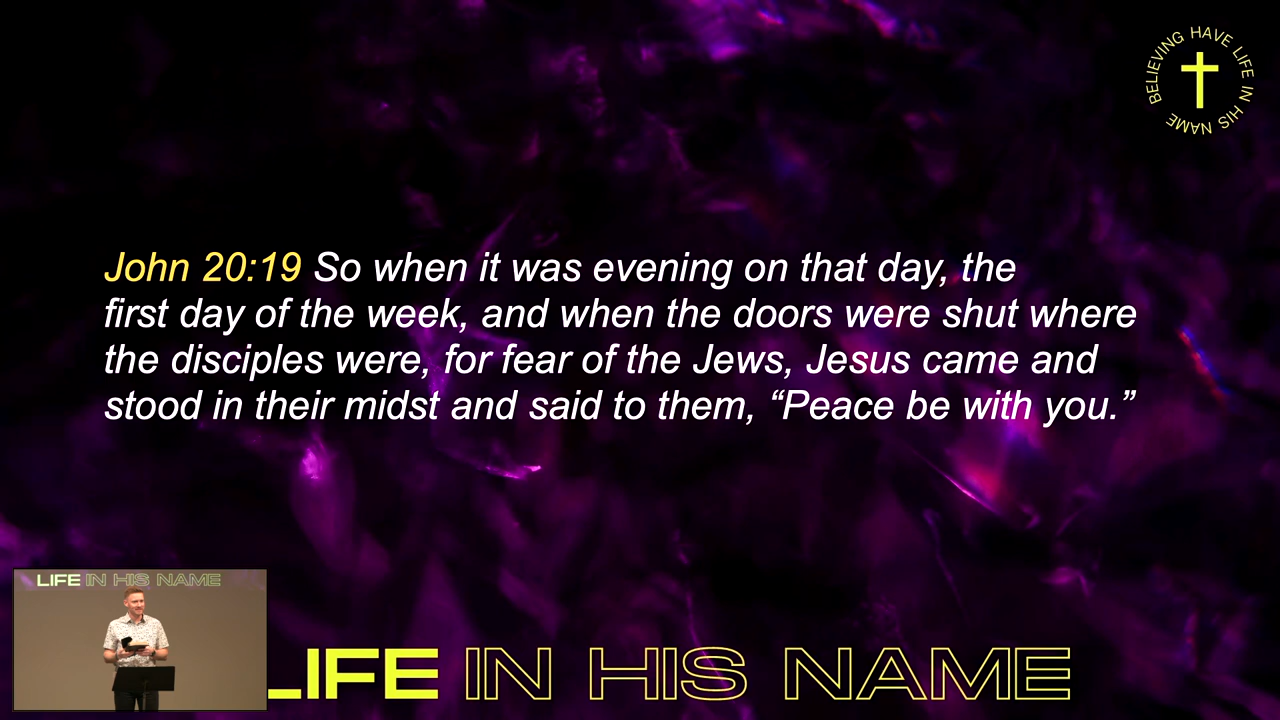 BELIEVING HAVE LIFE IN HIS NAME
John 20:19 So when it was evening on that day, the
first day of the week, and when the doors were shut where
the disciples were, for fear of the Jews, Jesus came and
stood in their midst and said to them, “Peace be with you.”
LIFE IN HIS NAME
LIFE IN HIS NAME